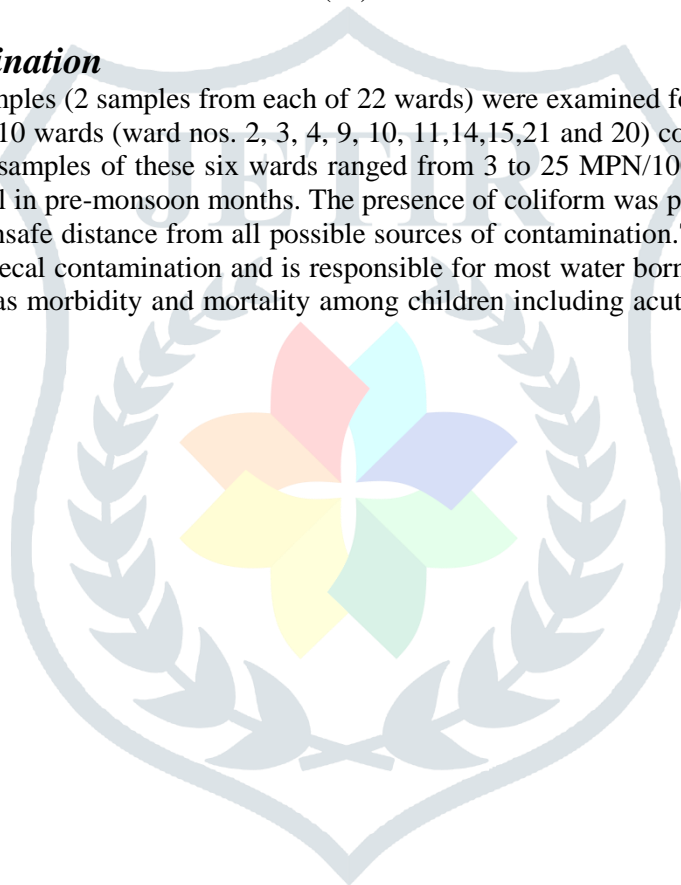 ination
mples (2 samples from each of 22 wards) were examined fo
10 wards (ward nos. 2, 3, 4, 9, 10, 11,14,15,21 and 20) co
samples of these six wards ranged from 3 to 25 MPN/10
l in pre-monsoon months. The presence of coliform was p
nsafe distance from all possible sources of contamination.
ecal contamination and is responsible for most water born
as morbidity and mortality among children including acut
JETIR